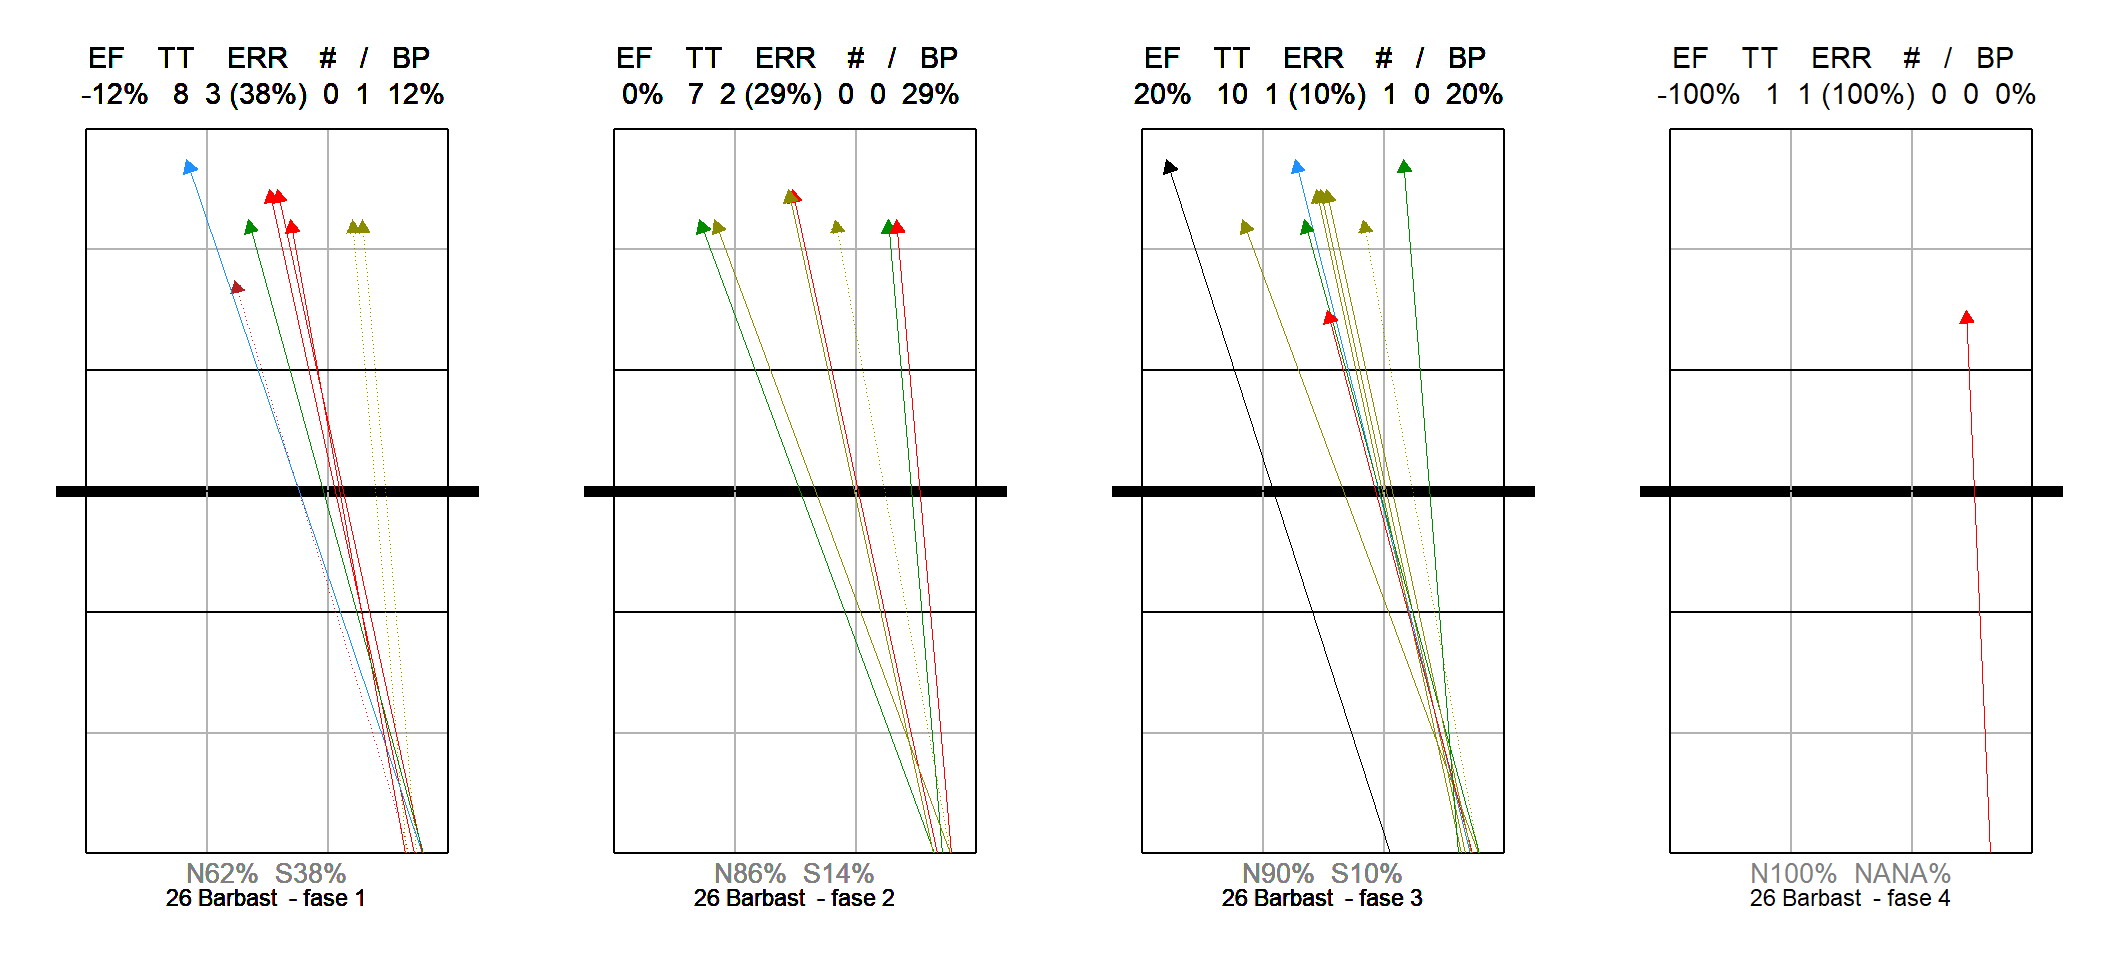 EF TT ERR # / BP
-12% 8 3 (38%) 0 1 12%
N62% S38%
26 Barbast - fase 1
EF TT ERR # / BP
0% 7 2 (29%) 0 0 29%
N86% S14%
26 Barbast - fase 2
EF TT ERR # / BP
20% 10 1 (10%) 1 0 20%
N90% S10%
26 Barbast - fase 3
EF TT ERR # / BP
-100% 1 1 (100%) 0 0 0%
N100% NANA%
26 Barbast - fase 4